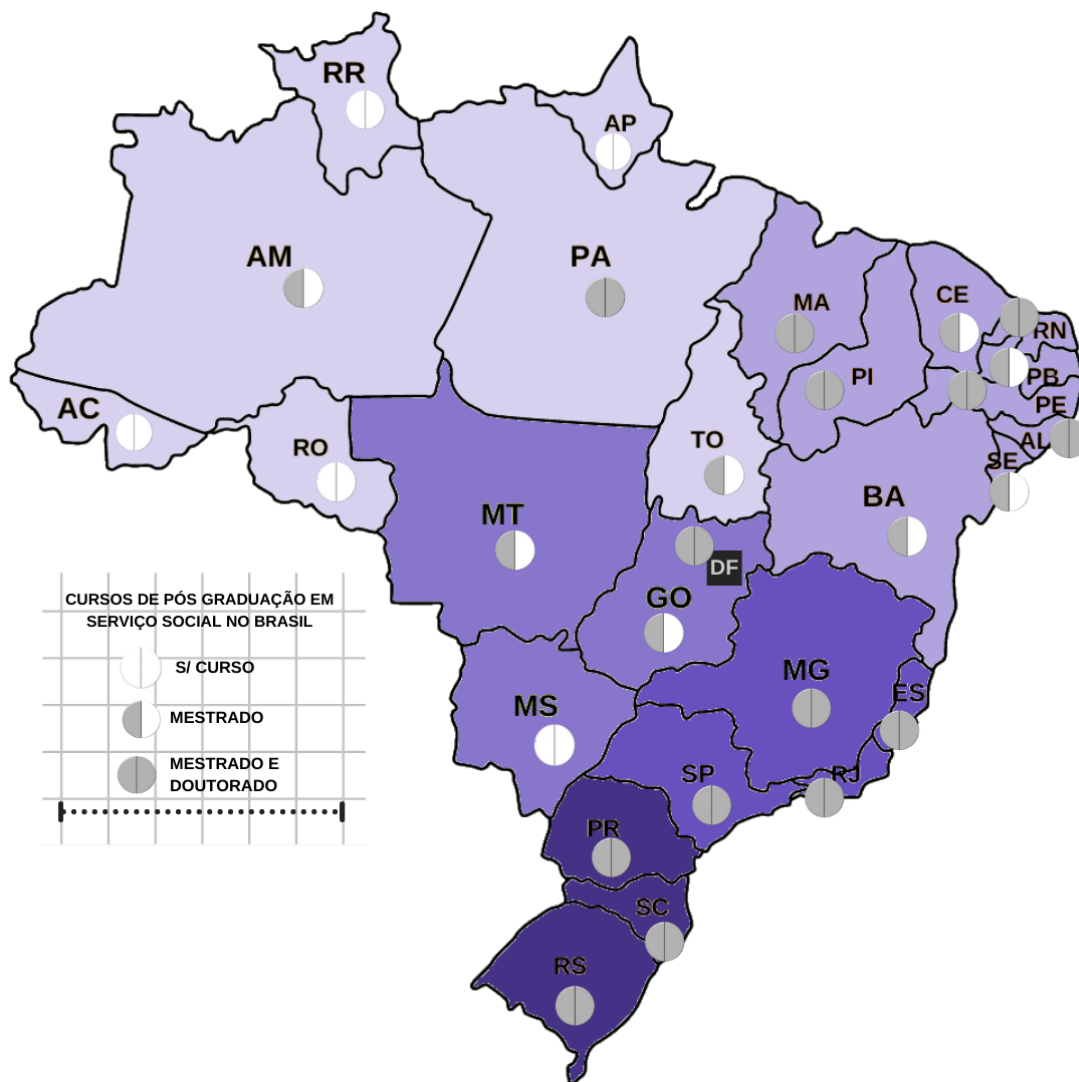 RR
AP
AM
PA
MA
CE
RN
PI
PB
PE
AC
RO
TO
AL
SE
BA
MT
DF
GO
CURSOS DE PÓS GRADUAÇÃO EM
SERVIÇO SOCIAL NO BRASIL
S/ CURSO
MESTRADO
MESTRADO E
DOUTORADO
MG
ES
MS
SP
RJ
PR
SC
RS